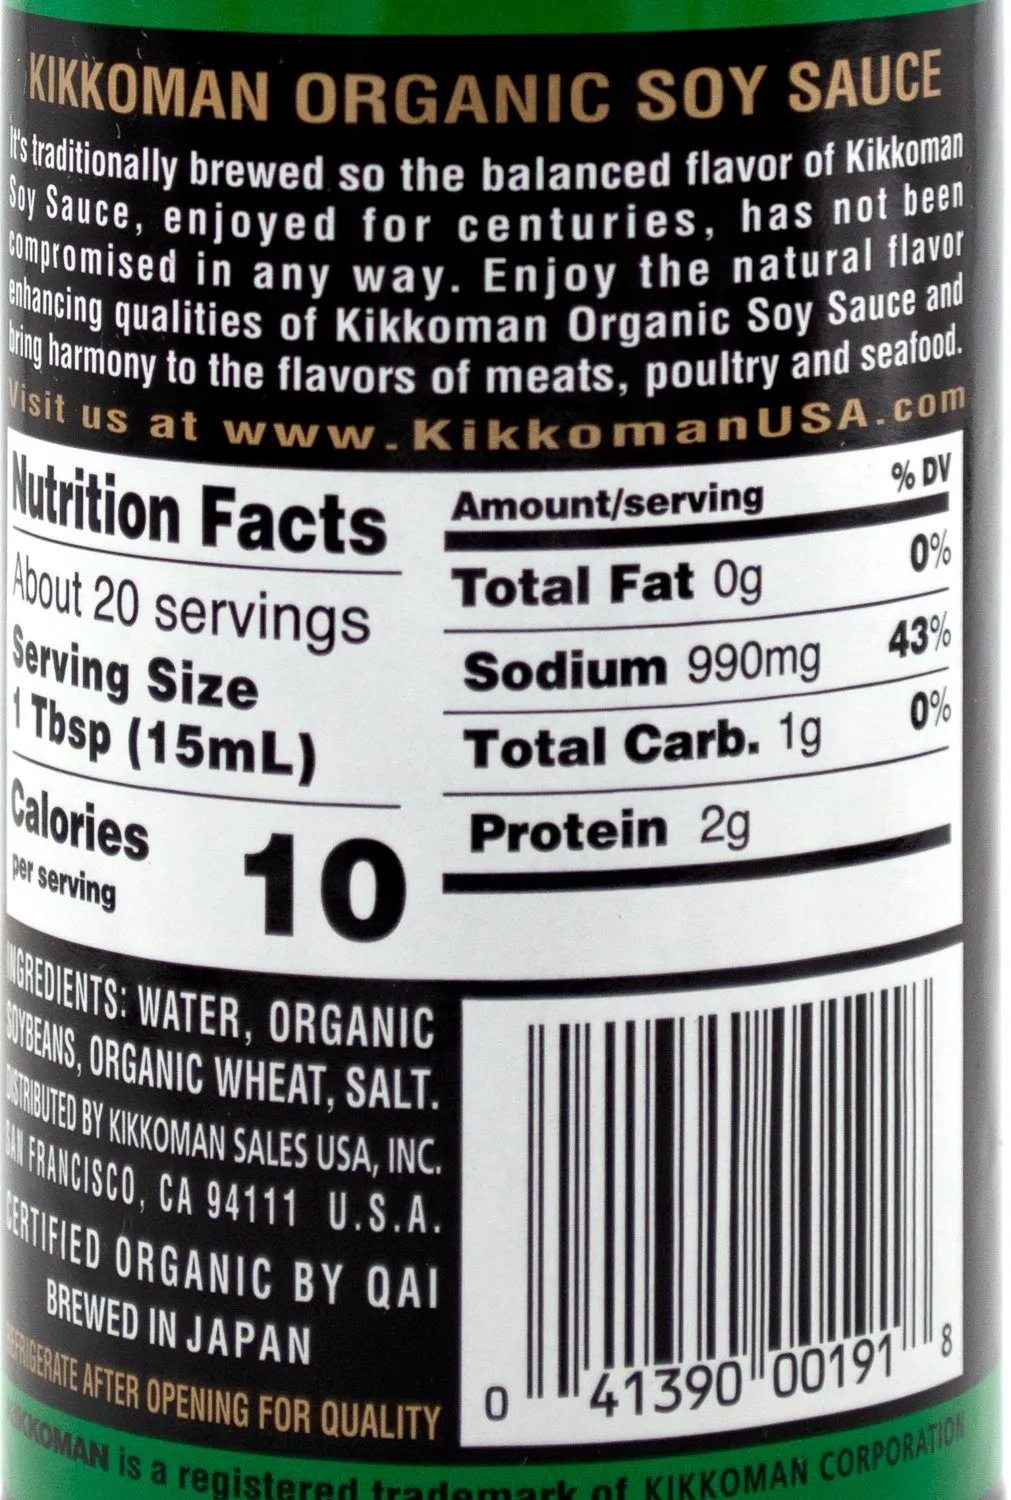 KIKKOMAN ORGANIC SOY SAUCE
It's traditionally brewed so the balanced flavor of Kikkoman
Soy Sauce, enjoyed for centuries, has not been
compromised in any way. Enjoy the natural flavor
enhancing qualities of Kikkoman Organic Soy Sauce and
bring harmony to the flavors of meats, poultry and seafood.
Visit us at www.KikkomanUSA.com
Nutrition Facts
About 20 servings
Serving Size
1 Tbsp (15mL)
Calories 10
per serving
Amount/serving % DV
Total Fat 0g 0%
Sodium 990mg 43%
Total Carb. 1g 0%
Protein 2g
INGREDIENTS: WATER, ORGANIC
SOYBEANS, ORGANIC WHEAT, SALT.
DISTRIBUTED BY KIKKOMAN SALES USA, INC.
SAN FRANCISCO, CA 94111 U.S.A.
CERTIFIED ORGANIC BY QAI
BREWED IN JAPAN
REFRIGERATE AFTER OPENING FOR QUALITY
0 41390 00191 8
KIKKOMAN is a registered trademark of KIKKOMAN CORPORATION